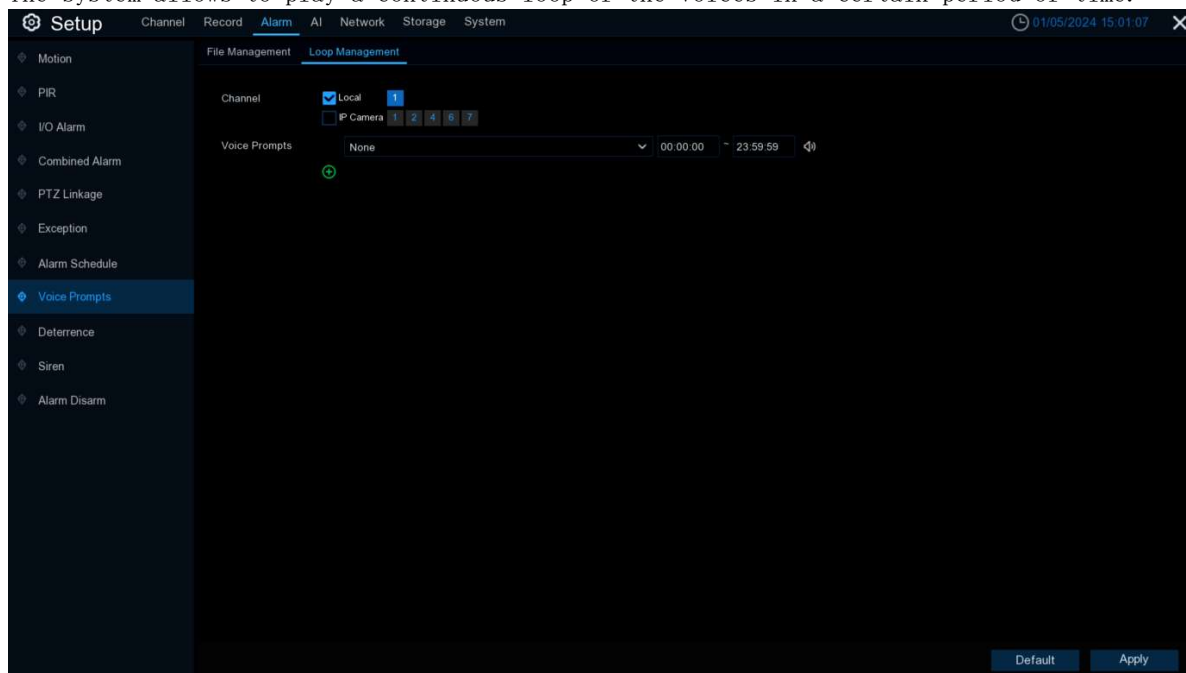 The system allows to play a continuous loop of the voices in a certain period of time.
Setup Channel Record Alarm AI Network Storage System 01/05/2024 15:01:07
File Management Loop Management
Motion
PIR
I/O Alarm
Combined Alarm
PTZ Linkage
Exception
Alarm Schedule
Voice Prompts
Deterrence
Siren
Alarm Disarm
Channel Local 1
IP Camera 1 2 4 6 7
Voice Prompts None 00:00:00 ~ 23:59:59
Default Apply